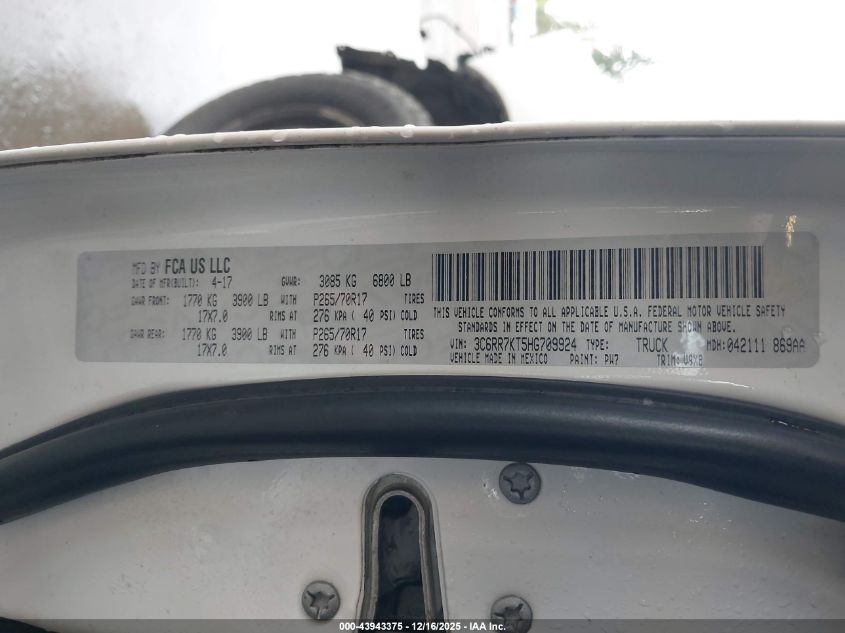 MFD BY FCA US LLC
DATE OF MFR(BUILT): 4-17 GVWR: 3085 KG 6800 LB
GAWR FRONT: 1770 KG 3900 LB WITH P265/70R17 TIRES
17X7.0 RIMS AT 276 KPA ( 40 PSI) COLD
GAWR REAR: 1770 KG 3900 LB WITH P265/70R17 TIRES
17X7.0 RIMS AT 276 KPA ( 40 PSI) COLD
THIS VEHICLE CONFORMS TO ALL APPLICABLE U.S.A. FEDERAL MOTOR VEHICLE SAFETY
STANDARDS IN EFFECT ON THE DATE OF MANUFACTURE SHOWN ABOVE.
VIN: 3C6RR7KT5HG709924 TYPE: TRUCK MDH: 042111 869AA
VEHICLE MADE IN MEXICO PAINT: PW7 TRIM: V9X8
000-43943375 - 12/16/2025 - IAA Inc.